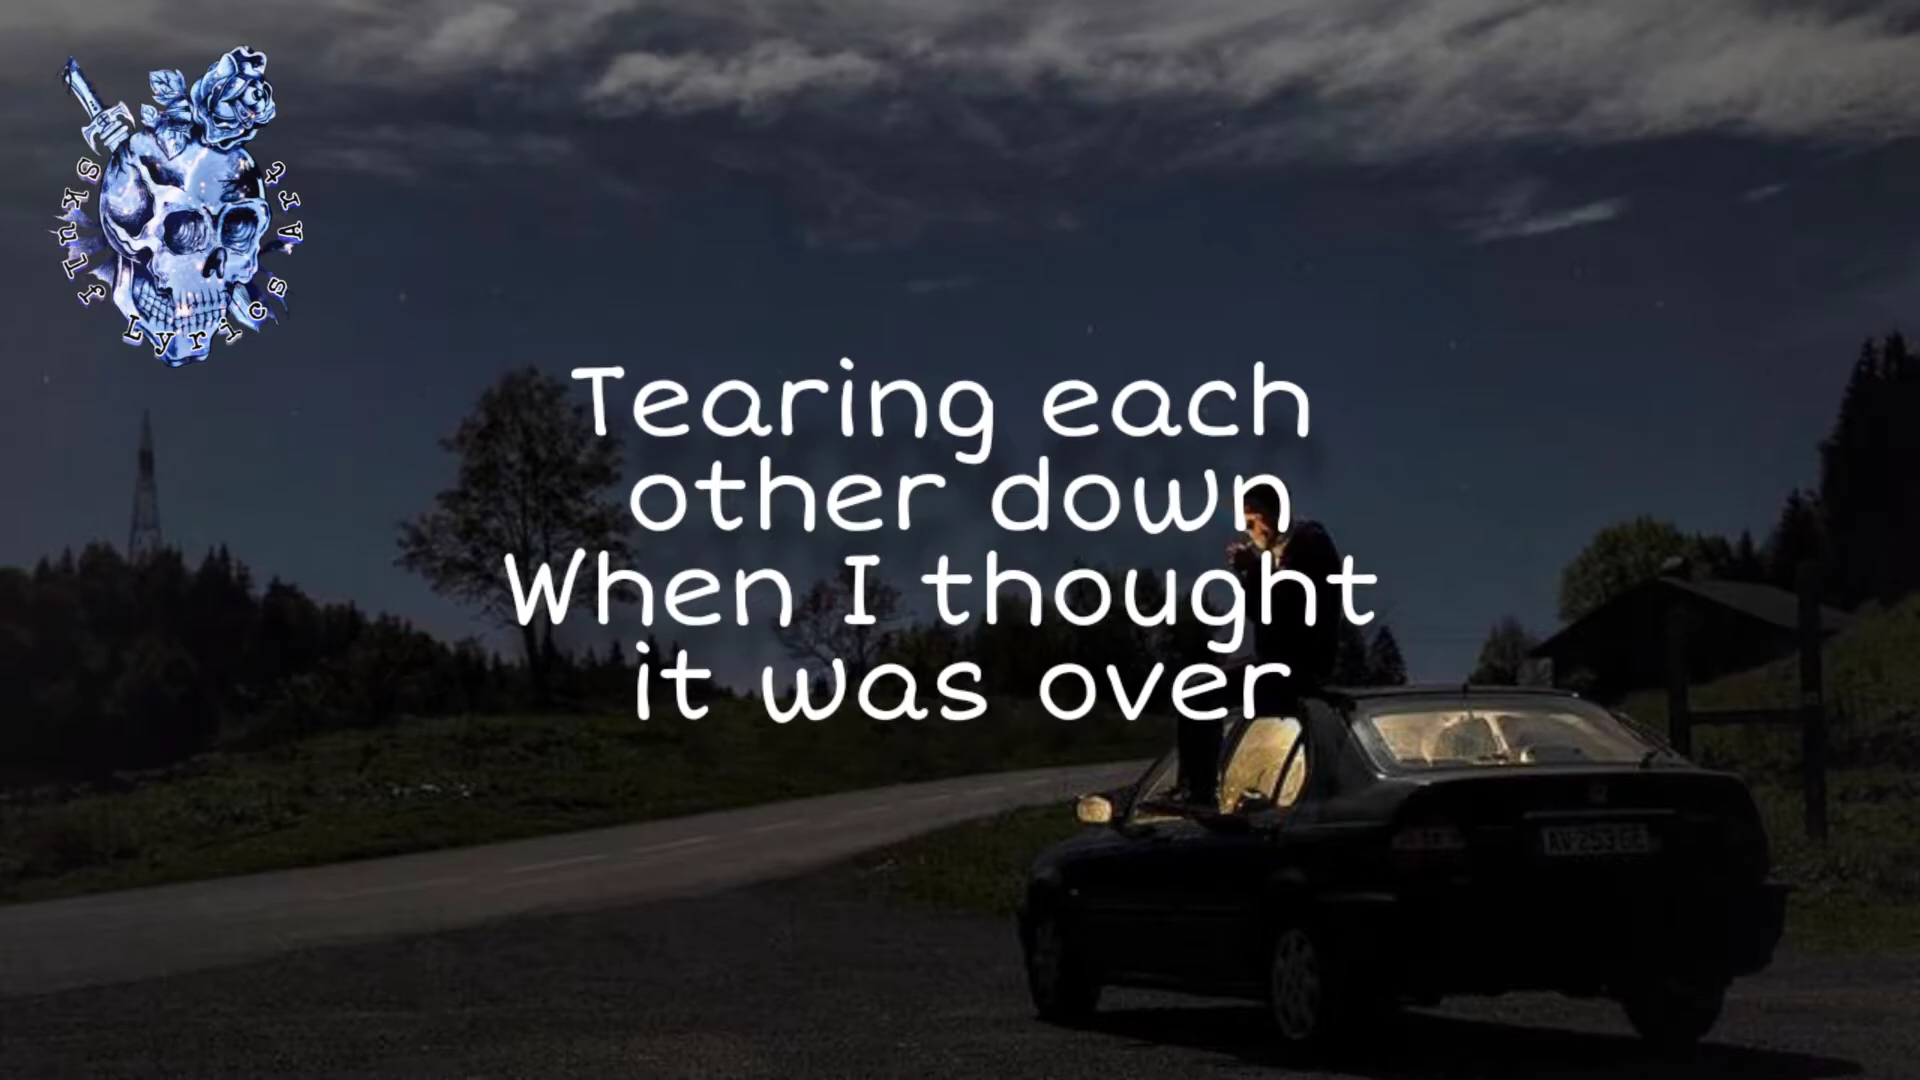 Tearing each
other down
When I thought
it was over
Lyrics